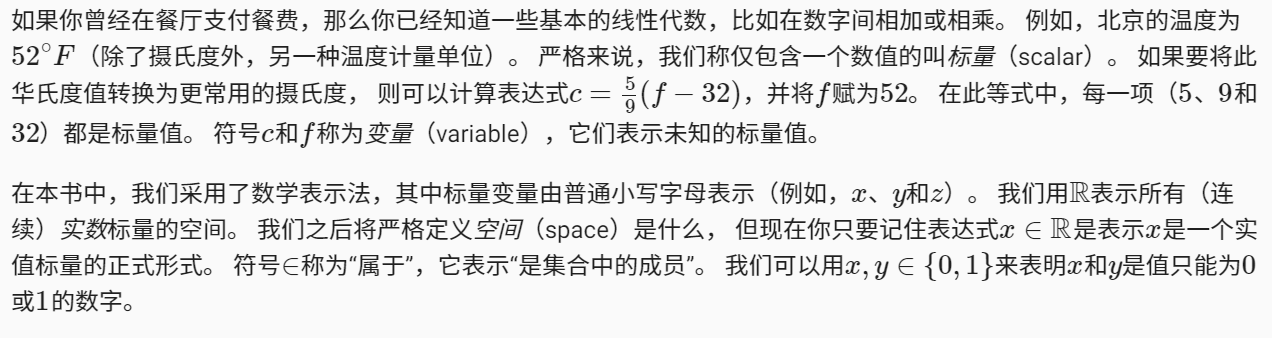 如果你曾经在餐厅支付餐费，那么你已经知道一些基本的线性代数，比如在数字间相加或相乘。 例如，北京的温度为
52°F（除了摄氏度外，另一种温度计量单位）。 严格来说，我们称仅包含一个数值的叫标量（scalar）。 如果要将此
华氏度值转换为更常用的摄氏度， 则可以计算表达式c = 5/9(f − 32)，并将f赋为52。 在此等式中，每一项（5、9和
32）都是标量值。 符号c和f称为变量（variable），它们表示未知的标量值。
在本书中，我们采用了数学表示法，其中标量变量由普通小写字母表示（例如，x、y和z）。 我们用ℝ表示所有（连
续）实数标量的空间。 我们之后将严格定义空间（space）是什么， 但现在你只要记住表达式x ∈ ℝ是表示x是一个实
值标量的正式形式。 符号∈称为“属于”，它表示“是集合中的成员”。 我们可以用x, y ∈ {0, 1}来表明x和y是值只能为0
或1的数字。